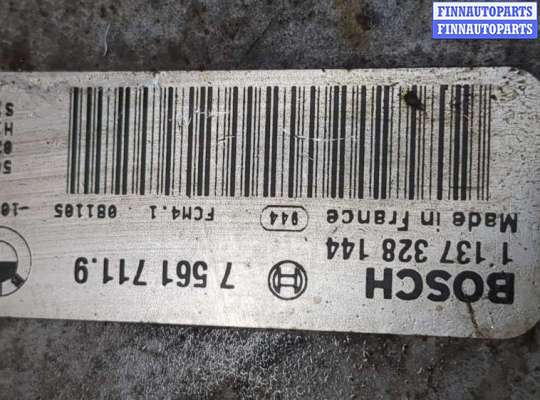 FINNAUTOPARTS
FINNAUTOPARTS
BOSCH
7 561 711.9
1 137 328 144
Made in France 944 FCM4.1 081105